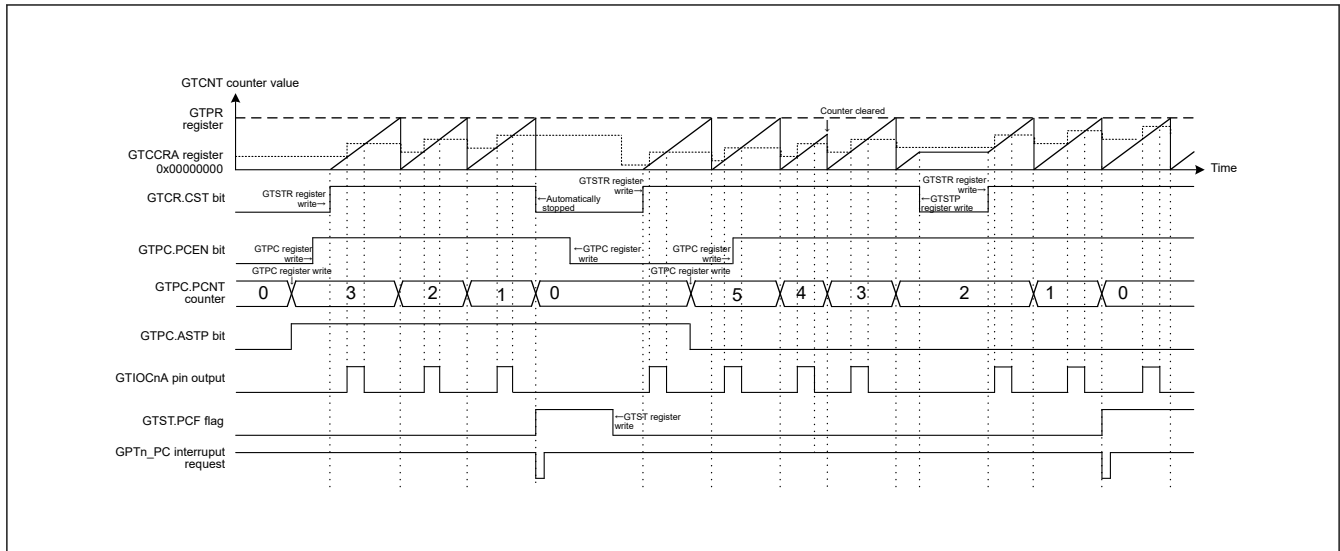 GTCNT counter value
GTPR
register
Counter cleared
GTCCRA register
0x00000000
Time
GTCR.CST bit
GTSTR register
write→
←Automatically
stopped
GTSTR register
write→
←GTSTP
register write
GTSTR register
write→
GTPC.PCEN bit
GTPC register
write→
←GTPC register
write
GTPC register
write→
GTPC register write
GTPC register write
GTPC.PCNT
counter
0 3 2 1 0 5 4 3 2 1 0
GTPC.ASTP bit
GTIOCnA pin output
GTST.PCF flag
←GTST register
write
GPTn_PC interruput
request